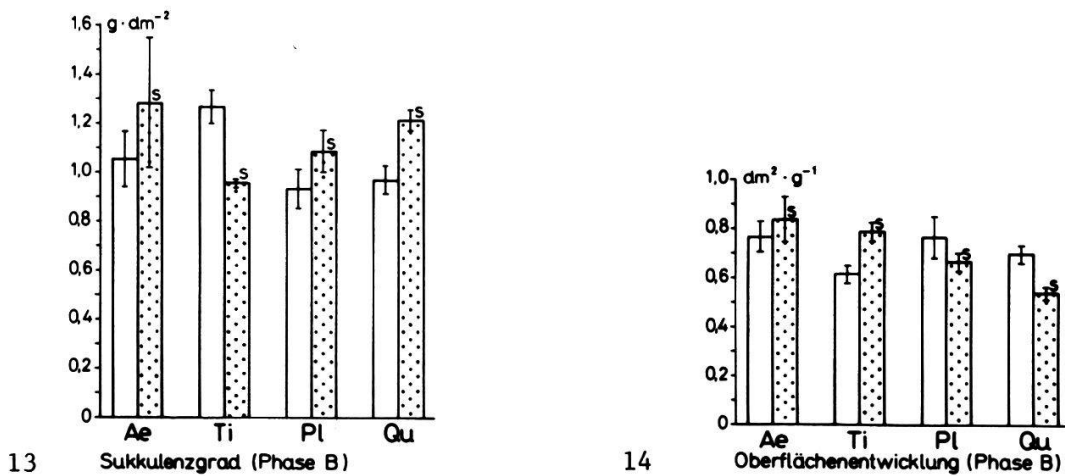 g·dm⁻²
1,6
1,4
1,2
1,0
0,8
0,6
0,4
0,2
0
s s s s
Ae Ti Pl Qu
13 Sukkulenzgrad (Phase B)
dm²·g⁻¹
1,0
0,8
0,6
0,4
0,2
0
s s s s
Ae Ti Pl Qu
14 Oberflächenentwicklung (Phase B)